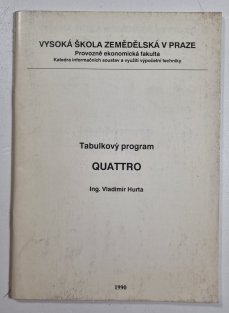 VYSOKÁ ŠKOLA ZEMĚDĚLSKÁ V PRAZE
Provozně ekonomická fakulta
Katedra informačních soustav a využití výpočetní techniky
Tabulkový program
QUATTRO
Ing. Vladimír Hurta
1990